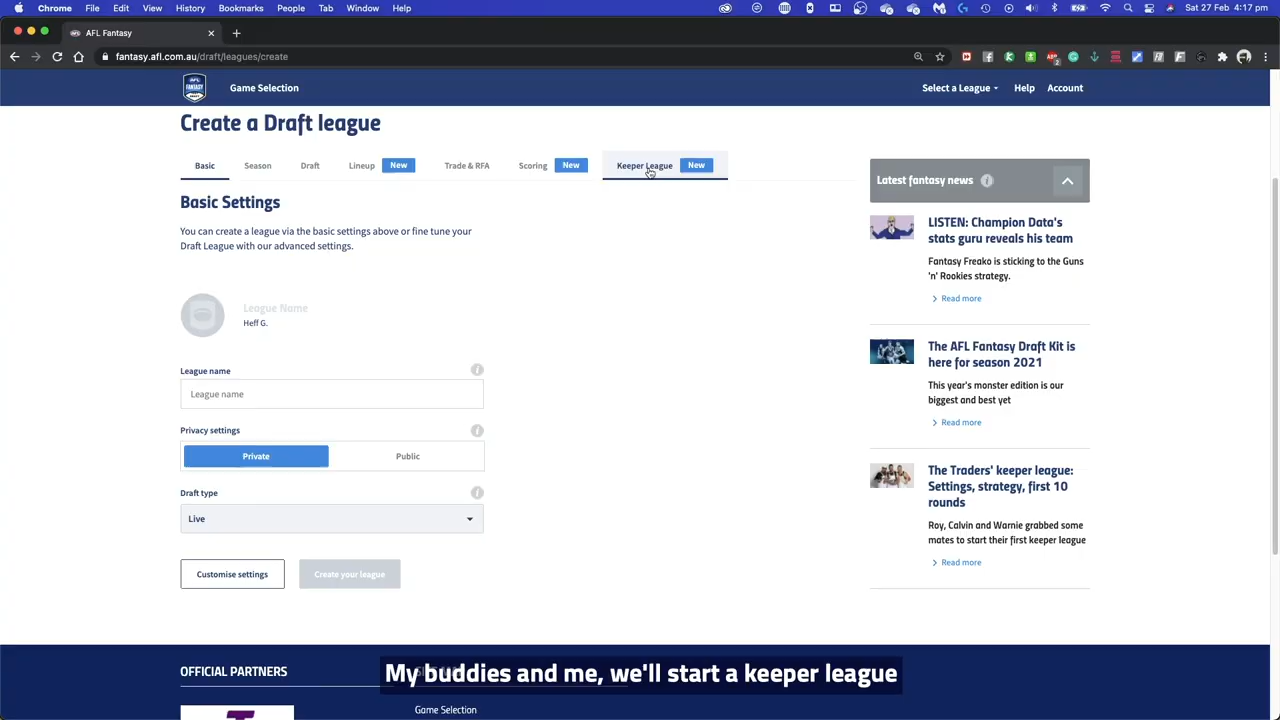 Chrome File Edit View History Bookmarks People Tab Window Help
Sat 27 Feb 4:17 pm
AFL Fantasy
fantasy.afl.com.au/draft/leagues/create
AFL FANTASY
Game Selection
Select a League
Help
Account
Create a Draft league
Basic
Season
Draft
Lineup New
Trade & RFA
Scoring New
Keeper League New
Basic Settings
You can create a league via the basic settings above or fine tune your
Draft League with our advanced settings.
League Name
Heff G.
League name
League name
Privacy settings
Private
Public
Draft type
Live
Customise settings
Create your league
Latest fantasy news
LISTEN: Champion Data's
stats guru reveals his team
Fantasy Freako is sticking to the Guns
'n' Rookies strategy.
Read more
The AFL Fantasy Draft Kit is
here for season 2021
This year's monster edition is our
biggest and best yet
Read more
The Traders' keeper league:
Settings, strategy, first 10
rounds
Roy, Calvin and Warnie grabbed some
mates to start their first keeper league
Read more
OFFICIAL PARTNERS
My buddies and me, we'll start a keeper league
Game Selection